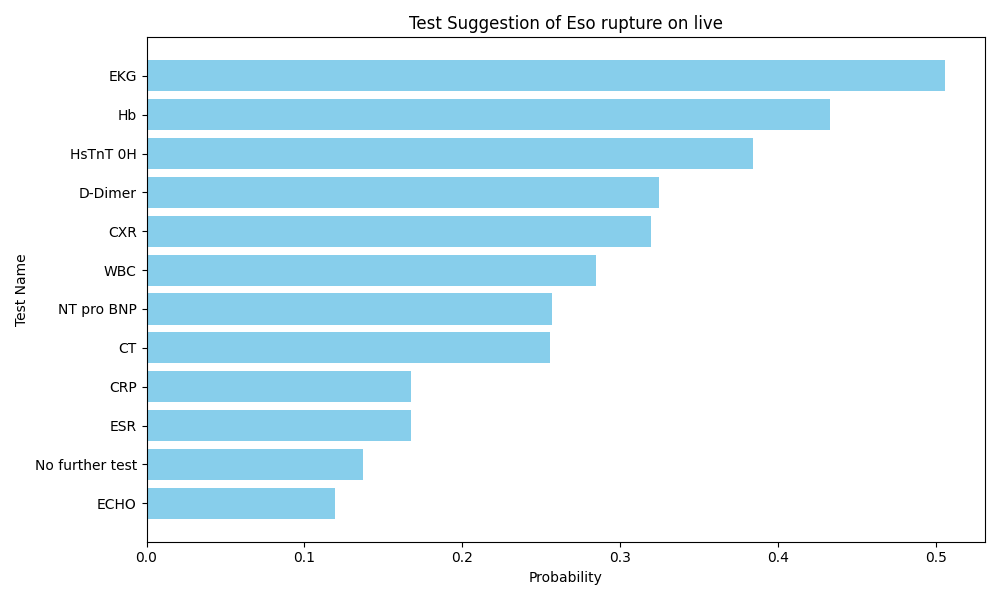 Test Suggestion of Eso rupture on live
Test Name
EKG
Hb
HsTnT 0H
D-Dimer
CXR
WBC
NT pro BNP
CT
CRP
ESR
No further test
ECHO
0.0 0.1 0.2 0.3 0.4 0.5
Probability